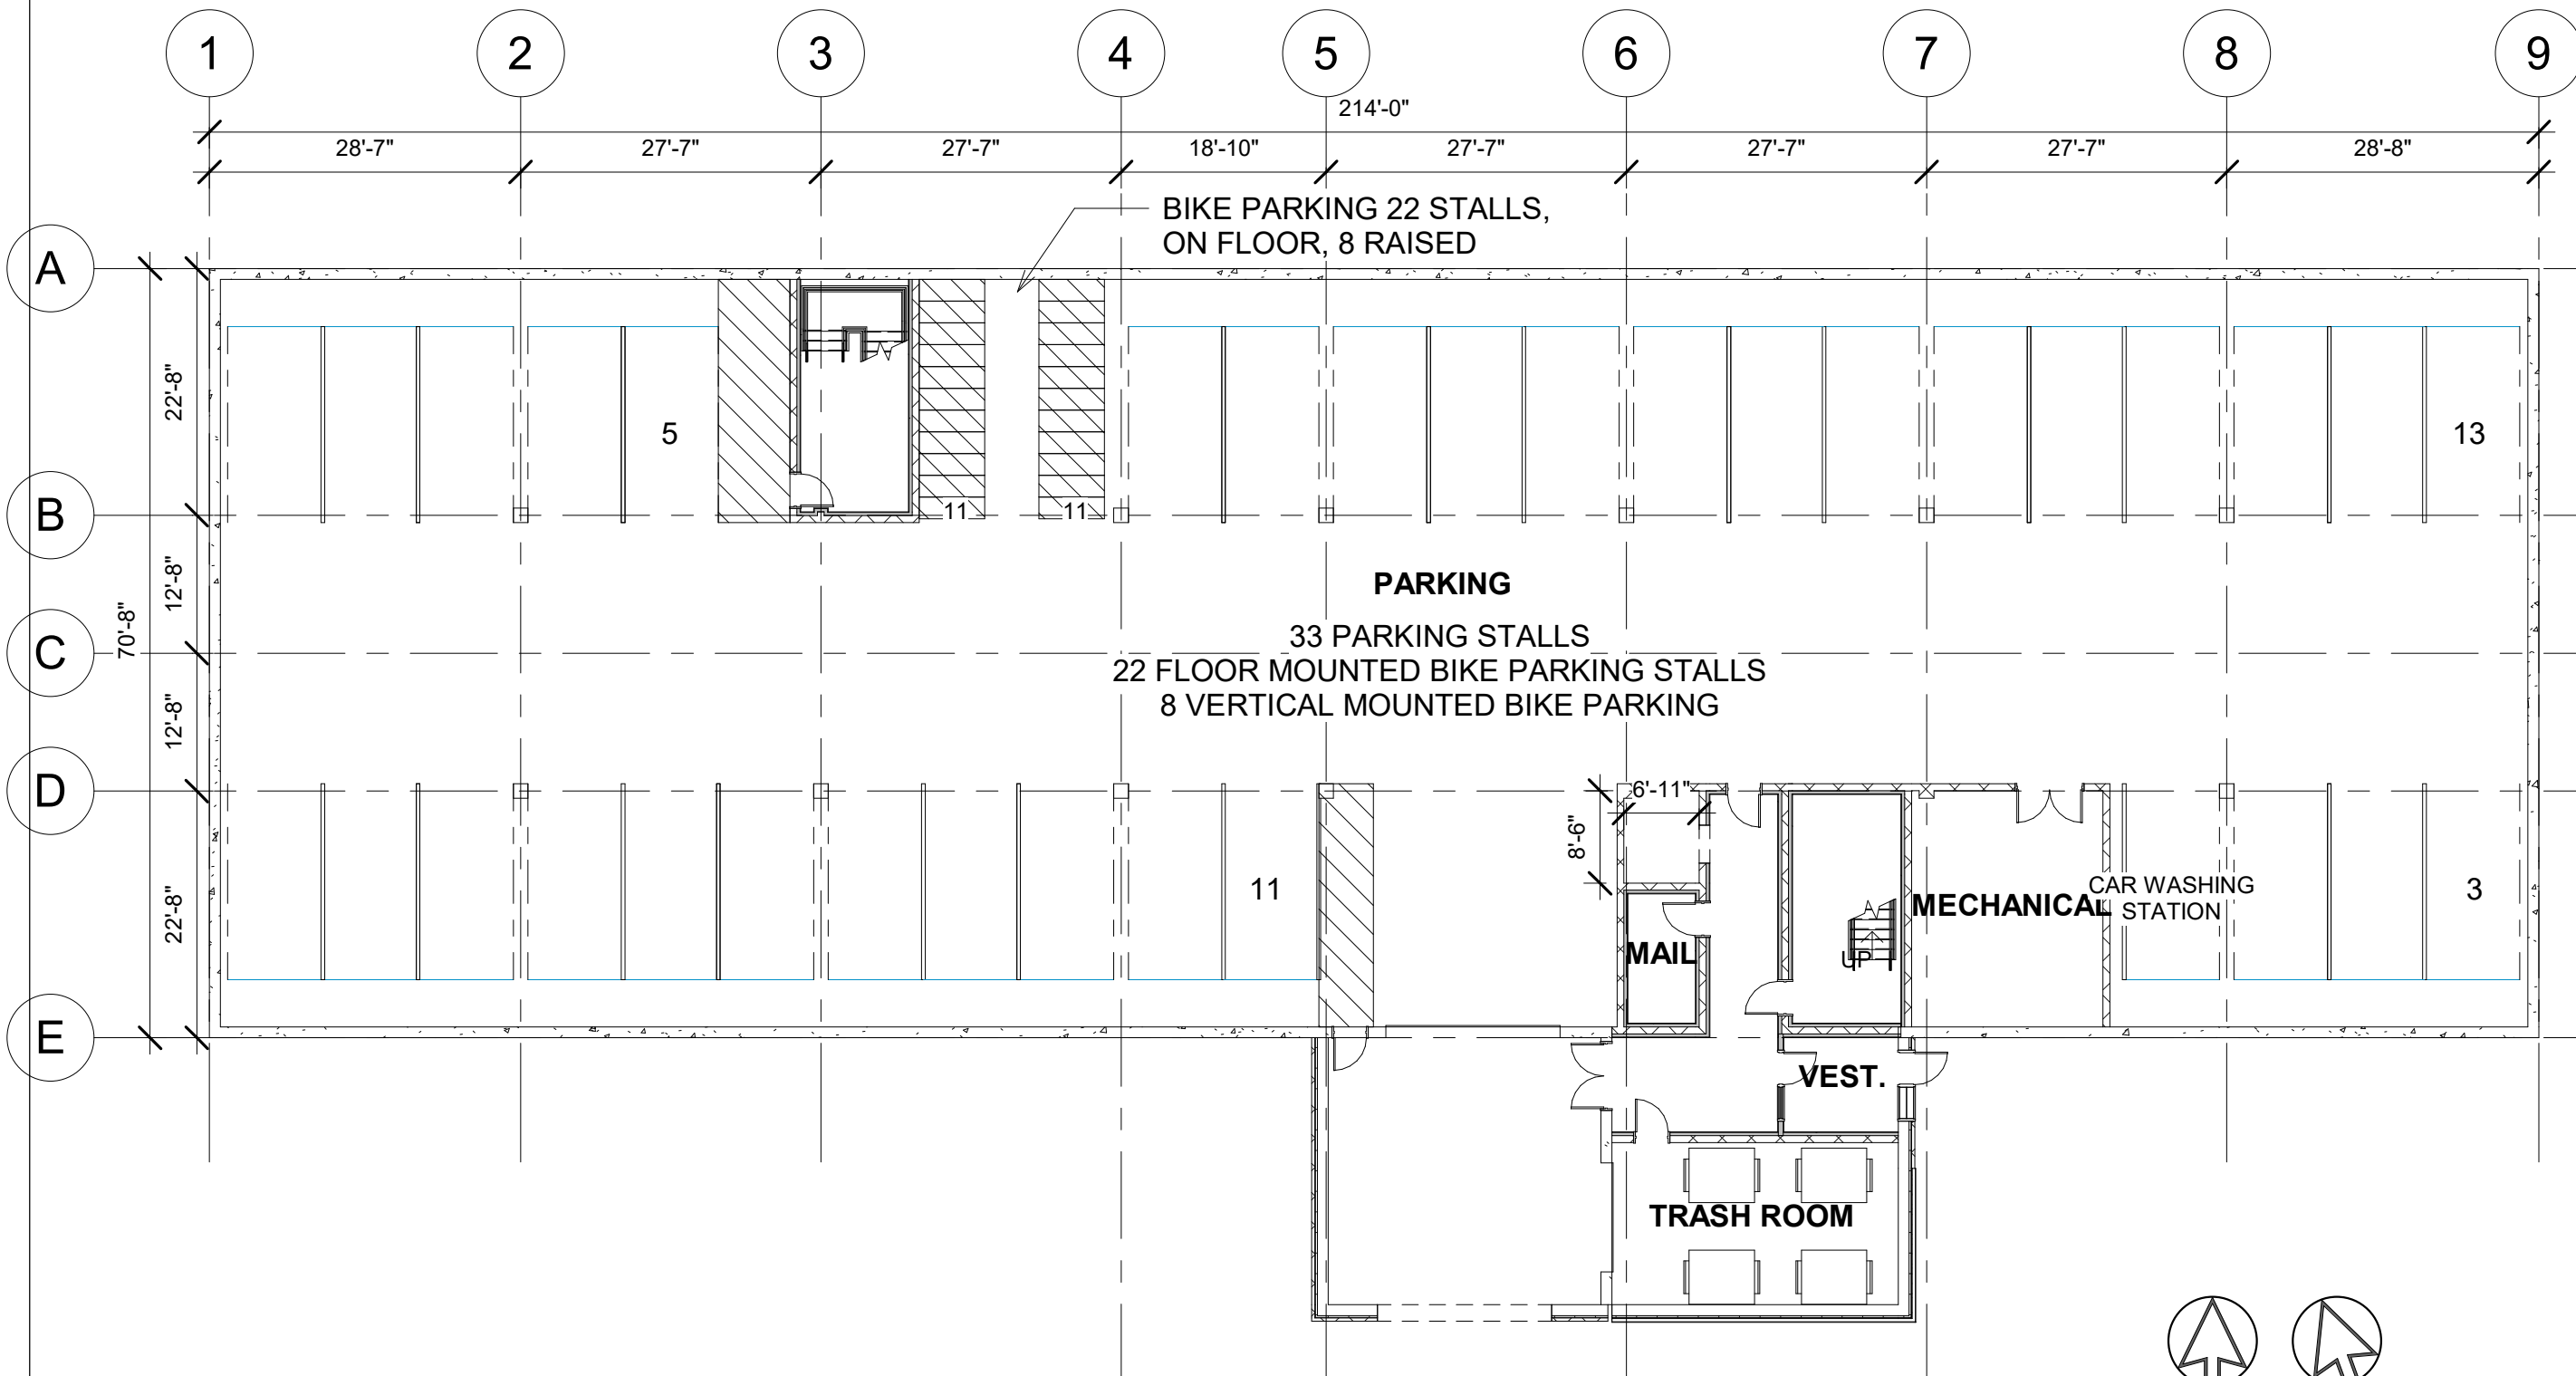 1 2 3 4 5 6 7 8 9
214'-0"
28'-7" 27'-7" 27'-7" 18'-10" 27'-7" 27'-7" 27'-7" 28'-8"
BIKE PARKING 22 STALLS,
ON FLOOR, 8 RAISED
A
22'-8"
5
13
B
11 11
12'-8"
PARKING
33 PARKING STALLS
22 FLOOR MOUNTED BIKE PARKING STALLS
8 VERTICAL MOUNTED BIKE PARKING
C
70'-8"
12'-8"
D
6'-11"
8'-6"
22'-8"
11
CAR WASHING
STATION
3
MECHANICAL
MAIL
UP
E
VEST.
TRASH ROOM